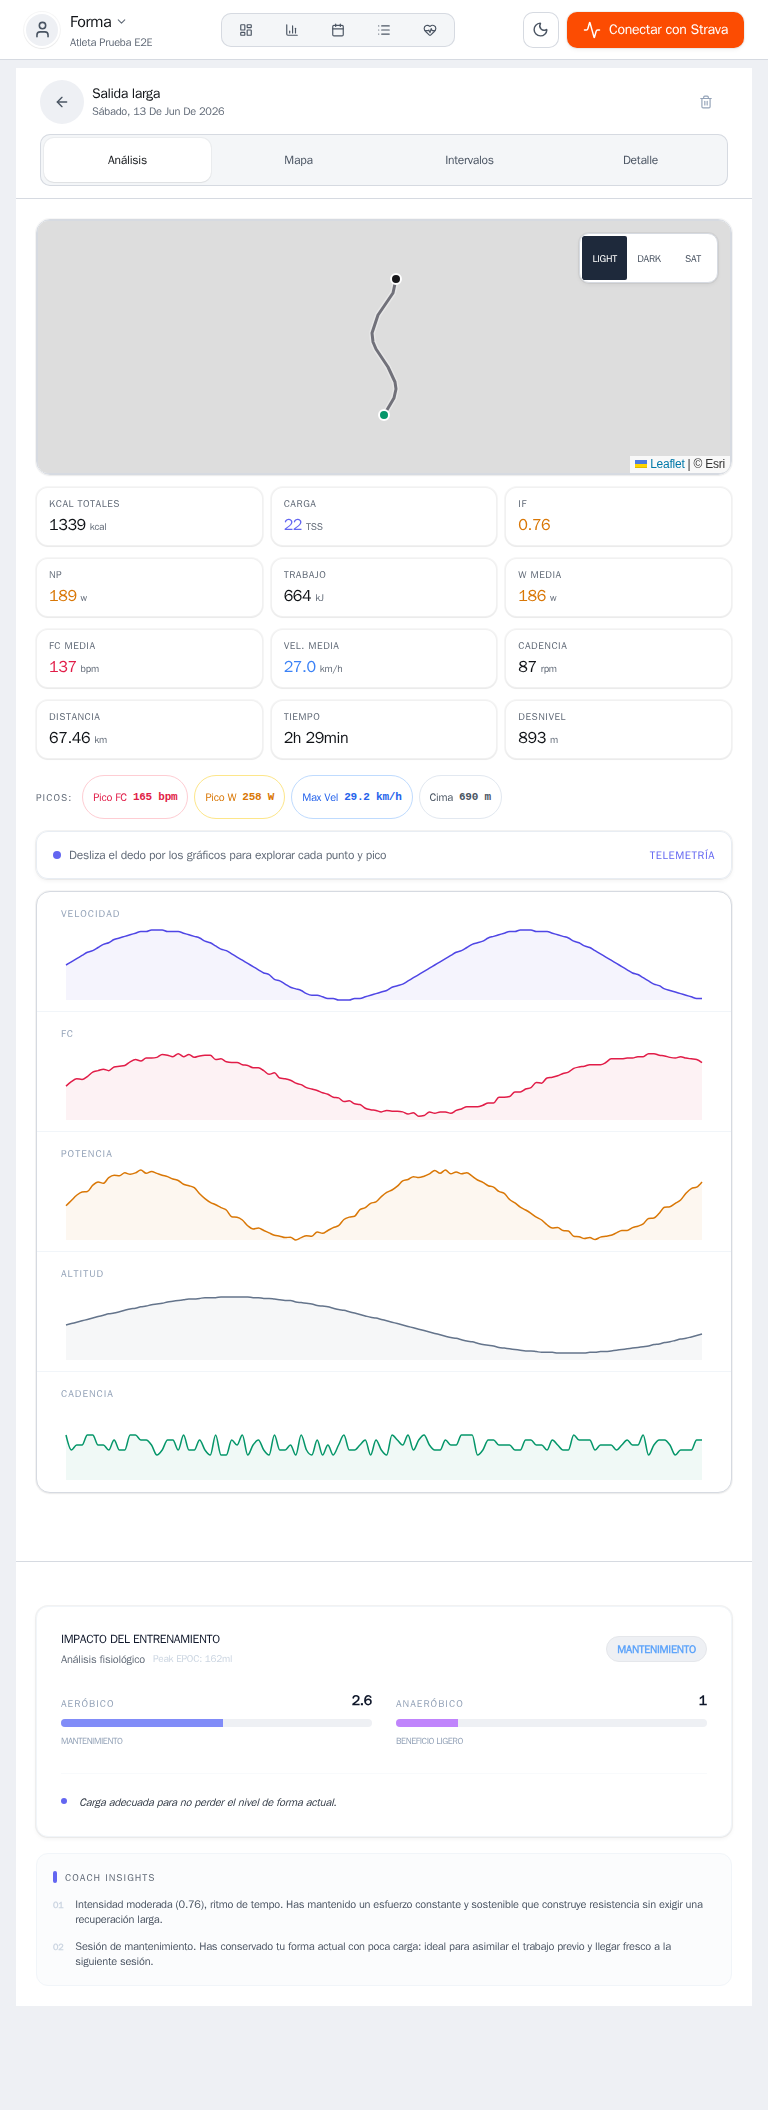 Forma
Atleta Prueba E2E
Conectar con Strava
Salida larga
Sábado, 13 De Jun De 2026
Análisis
Mapa
Intervalos
Detalle
LIGHT
DARK
SAT
Leaflet | © Esri
KCAL TOTALES
1339 kcal
CARGA
22 TSS
IF
0.76
NP
189 w
TRABAJO
664 kJ
W MEDIA
186 w
FC MEDIA
137 bpm
VEL. MEDIA
27.0 km/h
CADENCIA
87 rpm
DISTANCIA
67.46 km
TIEMPO
2h 29min
DESNIVEL
893 m
PICOS:
Pico FC 165 bpm
Pico W 258 W
Max Vel 29.2 km/h
Cima 690 m
Desliza el dedo por los gráficos para explorar cada punto y pico
TELEMETRÍA
VELOCIDAD
FC
POTENCIA
ALTITUD
CADENCIA
IMPACTO DEL ENTRENAMIENTO
Análisis fisiológico Peak EPOC: 162ml
MANTENIMIENTO
AERÓBICO
2.6
MANTENIMIENTO
ANAERÓBICO
1
BENEFICIO LIGERO
Carga adecuada para no perder el nivel de forma actual.
COACH INSIGHTS
01 Intensidad moderada (0.76), ritmo de tempo. Has mantenido un esfuerzo constante y sostenible que construye resistencia sin exigir una
recuperación larga.
02 Sesión de mantenimiento. Has conservado tu forma actual con poca carga: ideal para asimilar el trabajo previo y llegar fresco a la
siguiente sesión.